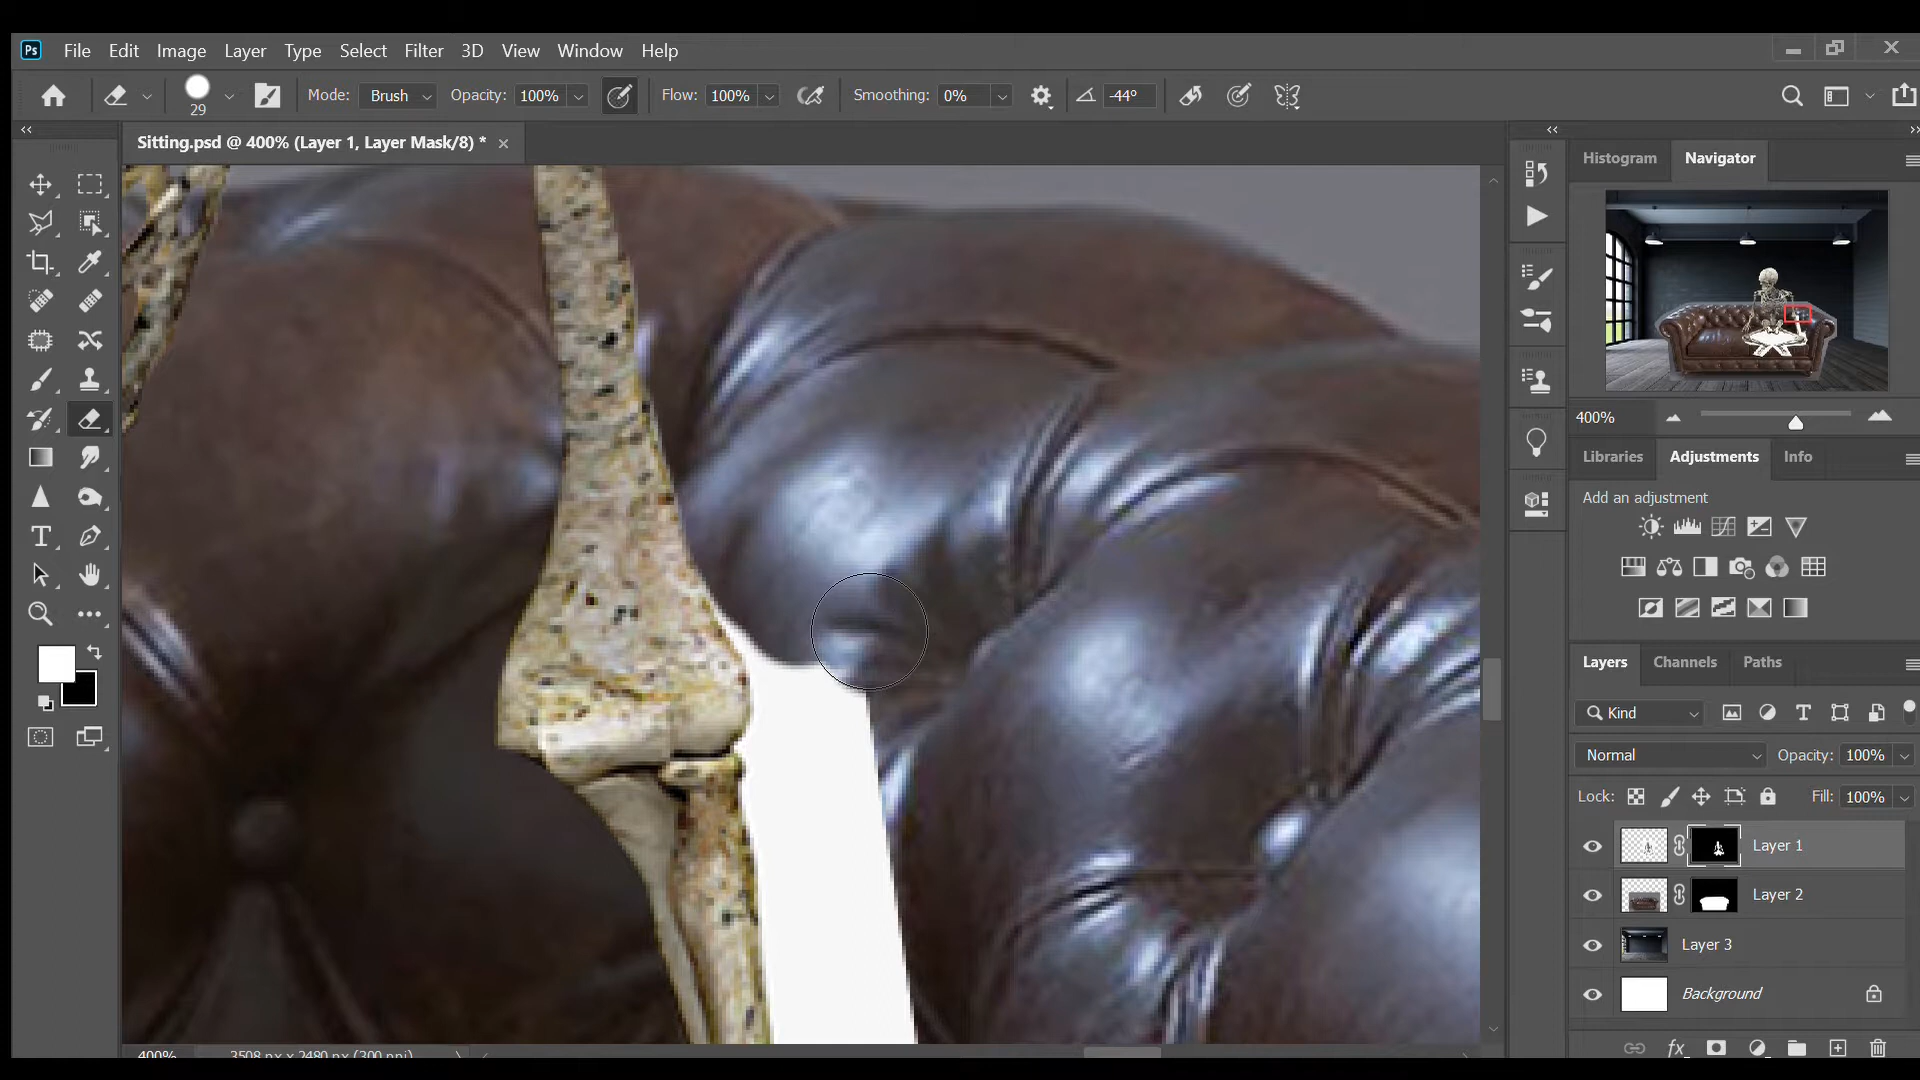 Ps File Edit Image Layer Type Select Filter 3D View Window Help
29 Mode: Brush Opacity: 100% Flow: 100% Smoothing: 0% -44°
Sitting.psd @ 400% (Layer 1, Layer Mask/8) *
Histogram Navigator
400%
Libraries Adjustments Info
Add an adjustment
Layers Channels Paths
Kind
Normal Opacity: 100%
Lock: Fill: 100%
Layer 1
Layer 2
Layer 3
Background
fx
400% 3508 px x 2480 px (300 ppi)